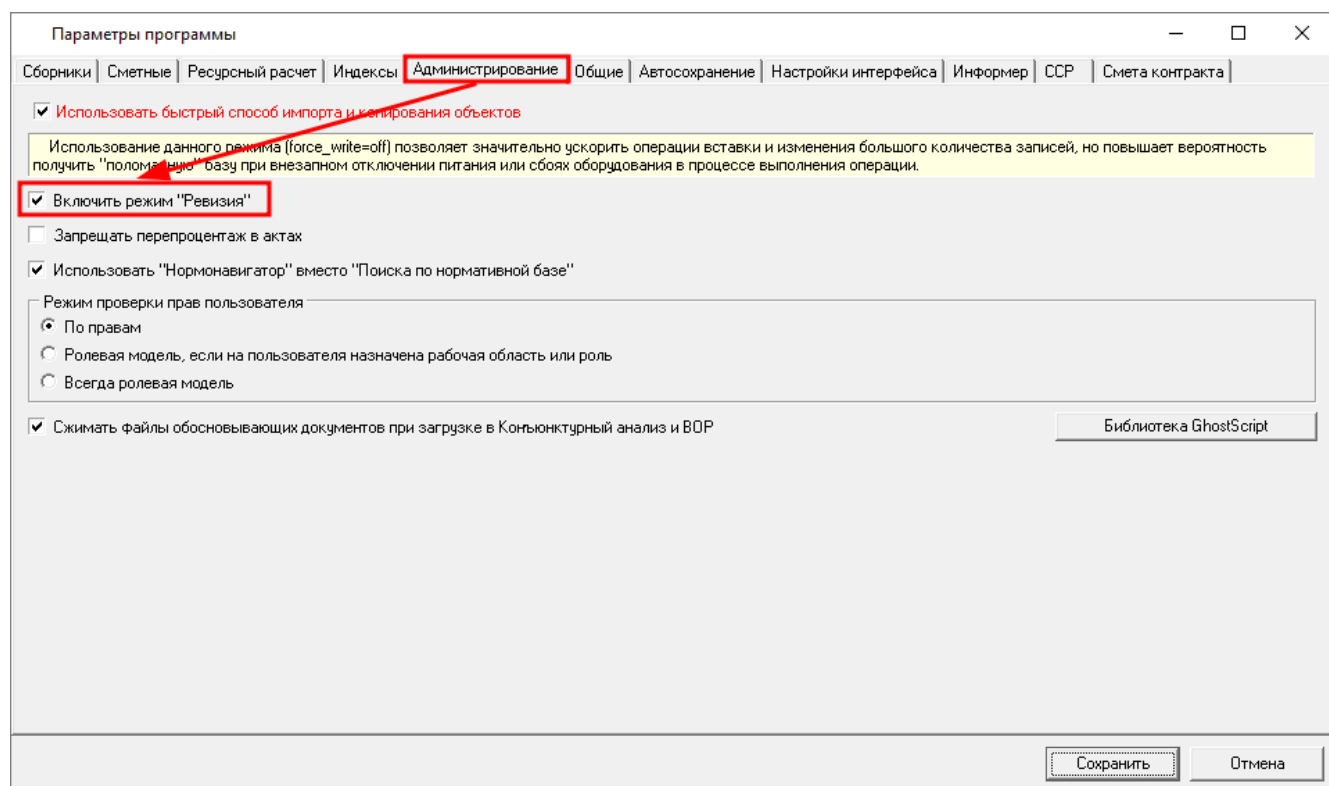 Параметры программы
Сборники Сметные Ресурсный расчет Индексы Администрирование Общие Автосохранение Настройки интерфейса Информер ССР Смета контракта
Использовать быстрый способ импорта и копирования объектов
Использование данного режима (force_write=off) позволяет значительно ускорить операции вставки и изменения большого количества записей, но повышает вероятность
получить "поломанную" базу при внезапном отключении питания или сбоях оборудования в процессе выполнения операции.
Включить режим "Ревизия"
Запрещать перепроцентаж в актах
Использовать "Нормонавигатор" вместо "Поиска по нормативной базе"
Режим проверки прав пользователя
По правам
Ролевая модель, если на пользователя назначена рабочая область или роль
Всегда ролевая модель
Сжимать файлы обосновывающих документов при загрузке в Конъюнктурный анализ и ВОР
Библиотека GhostScript
Сохранить Отмена